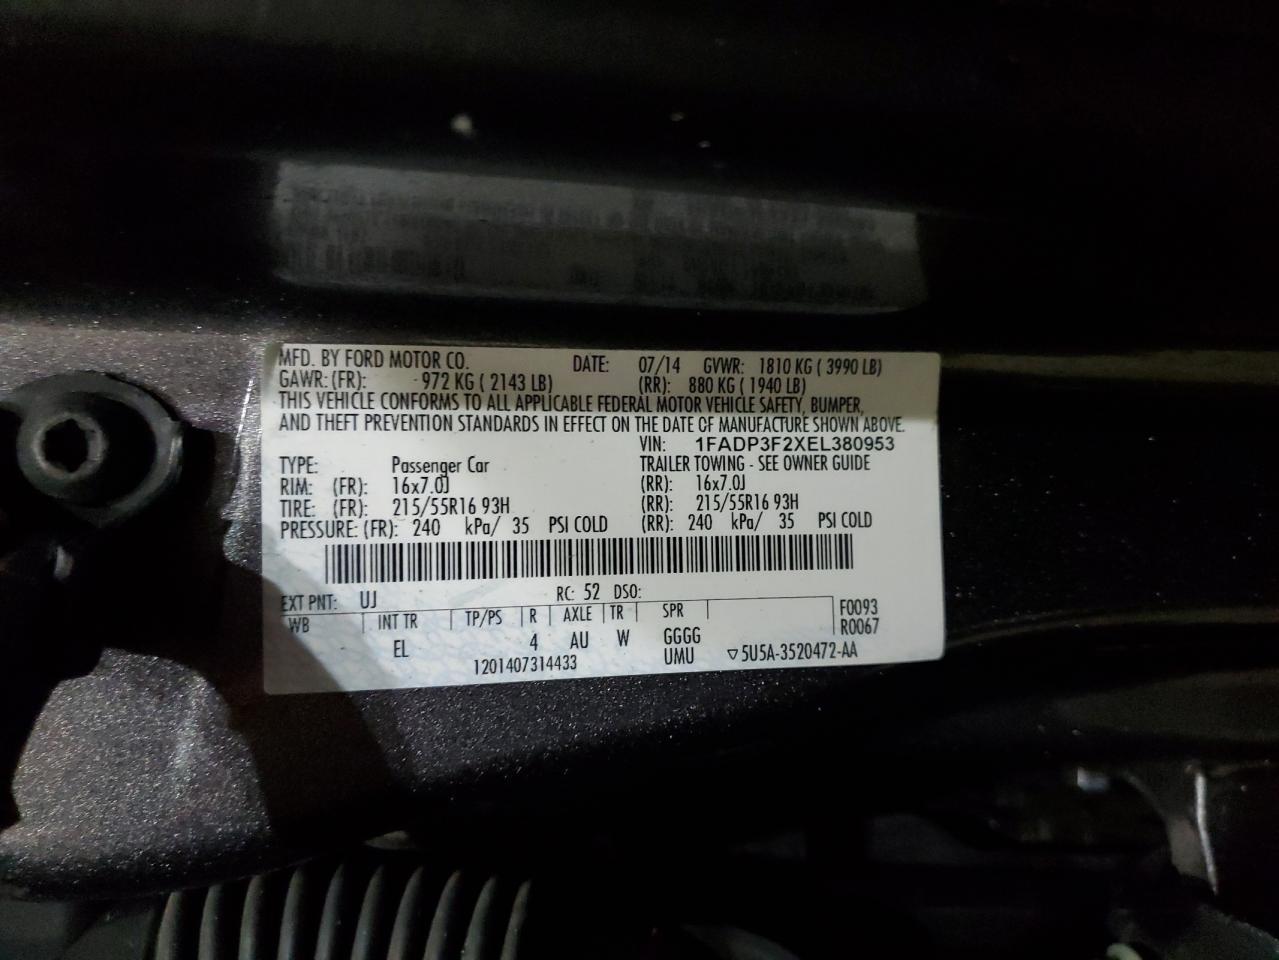 MFD. BY FORD MOTOR CO. DATE: 07/14 GVWR: 1810 KG ( 3990 LB)
GAWR: (FR): 972 KG ( 2143 LB) (RR): 880 KG ( 1940 LB)
THIS VEHICLE CONFORMS TO ALL APPLICABLE FEDERAL MOTOR VEHICLE SAFETY, BUMPER,
AND THEFT PREVENTION STANDARDS IN EFFECT ON THE DATE OF MANUFACTURE SHOWN ABOVE.
VIN: 1FADP3F2XEL380953
TYPE: Passenger Car TRAILER TOWING - SEE OWNER GUIDE
RIM: (FR): 16x7.0J (RR): 16x7.0J
TIRE: (FR): 215/55R16 93H (RR): 215/55R16 93H
PRESSURE: (FR): 240 kPa/ 35 PSI COLD (RR): 240 kPa/ 35 PSI COLD
EXT PNT: UJ RC: 52 DSO:
WB INT TR TP/PS R AXLE TR SPR F0093
R0067
EL 4 AU W GGGG
1201407314433 UMU ▽5U5A-3520472-AA